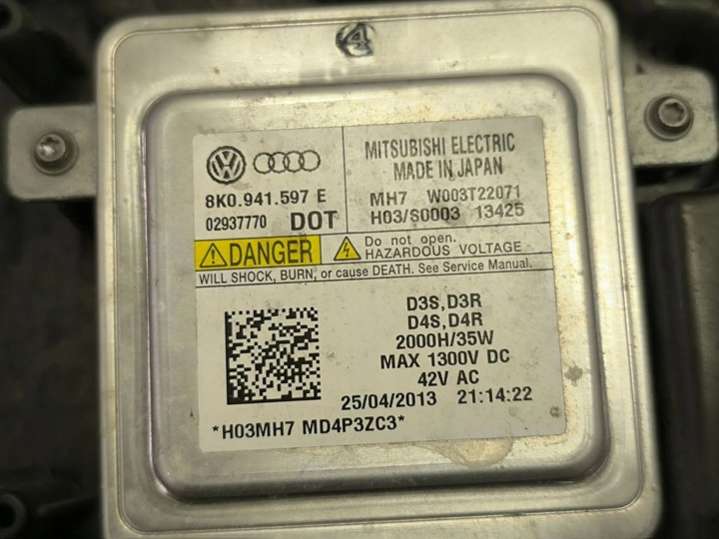 4
8K0.941.597 E
02937770 DOT
MITSUBISHI ELECTRIC
MADE IN JAPAN
MH7 W003T22071
H03/S0003 13425
DANGER
Do not open.
HAZARDOUS VOLTAGE
WILL SHOCK, BURN, or cause DEATH. See Service Manual.
D3S,D3R
D4S,D4R
2000H/35W
MAX 1300V DC
42V AC
25/04/2013 21:14:22
*H03MH7 MD4P3ZC3*